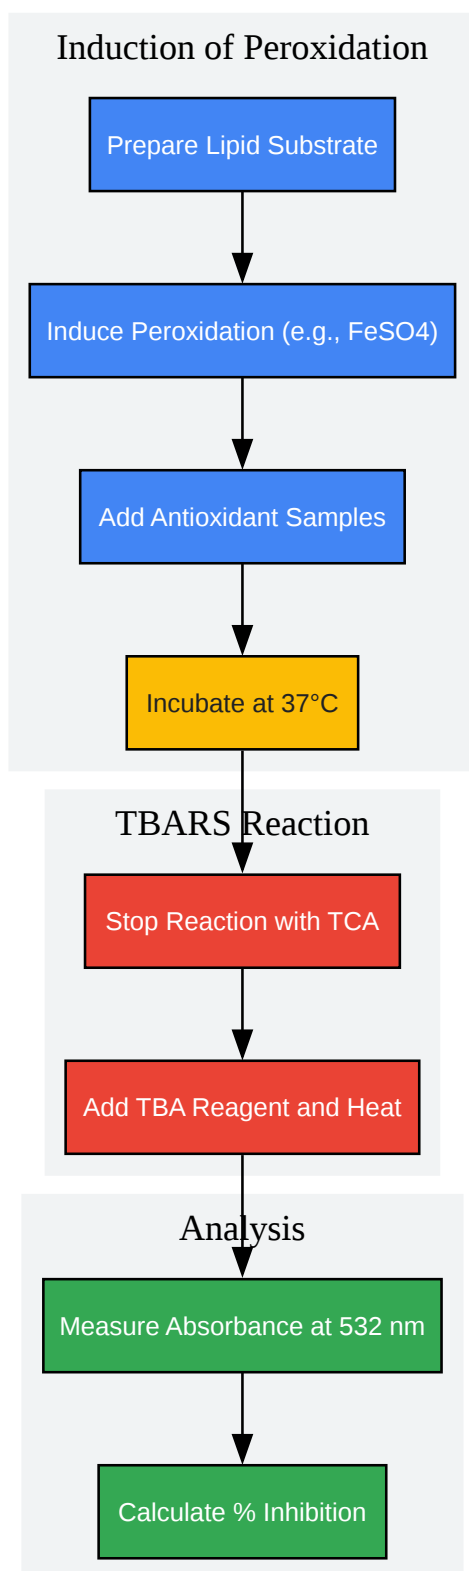 Induction of Peroxidation
Prepare Lipid Substrate
Induce Peroxidation (e.g., FeSO4)
Add Antioxidant Samples
Incubate at 37°C
TBARS Reaction
Stop Reaction with TCA
Add TBA Reagent and Heat
Analysis
Measure Absorbance at 532 nm
Calculate % Inhibition